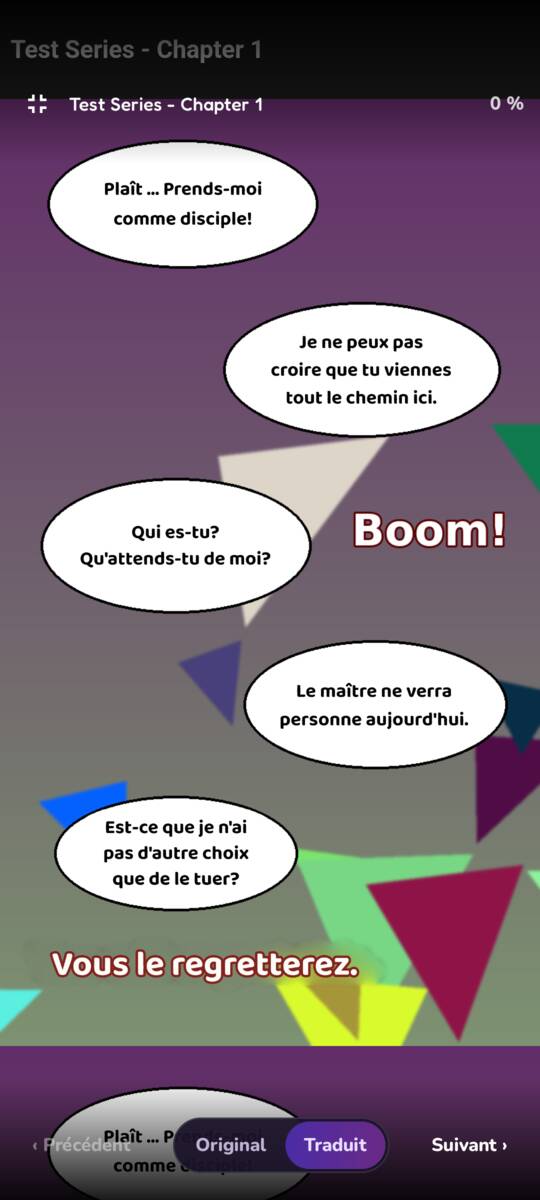 Test Series - Chapter 1
Test Series - Chapter 1
0 %
Plaît ... Prends-moi
comme disciple!
Je ne peux pas
croire que tu viennes
tout le chemin ici.
Qui es-tu?
Qu'attends-tu de moi?
Boom!
Le maître ne verra
personne aujourd'hui.
Est-ce que je n'ai
pas d'autre choix
que de le tuer?
Vous le regretterez.
Plaît ...
comme
‹ Précédent
Original
Traduit
Suivant ›